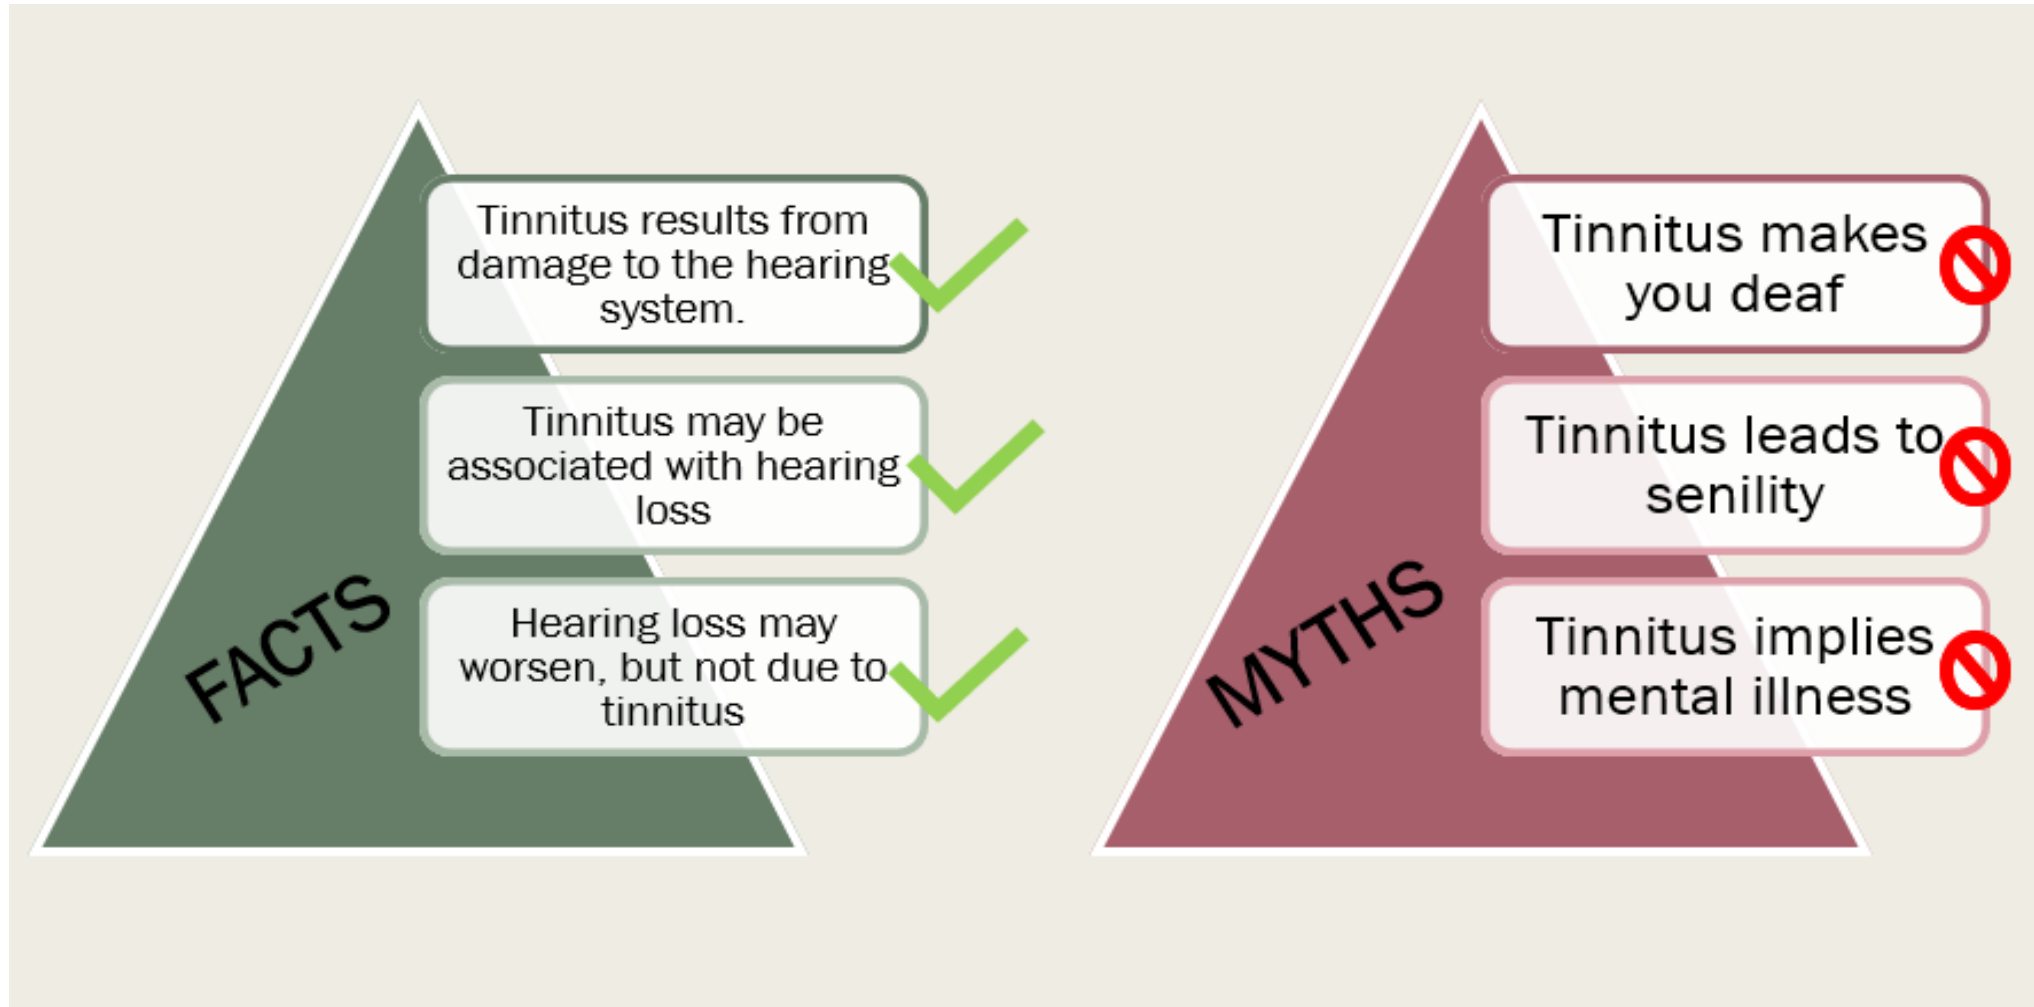 FACTS
Tinnitus results from
damage to the hearing
system.
Tinnitus may be
associated with hearing
loss
Hearing loss may
worsen, but not due to
tinnitus
MYTHS
Tinnitus makes
you deaf
Tinnitus leads to
senility
Tinnitus implies
mental illness